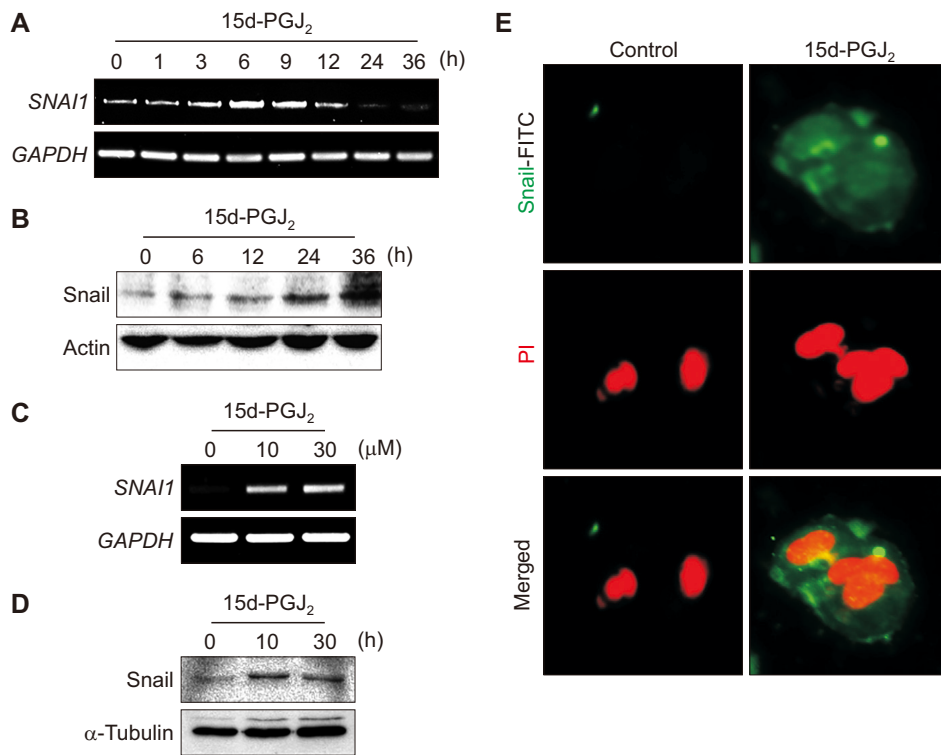 A
15d-PGJ₂
0 1 3 6 9 12 24 36 (h)
SNAI1
GAPDH
B
15d-PGJ₂
0 6 12 24 36 (h)
Snail
Actin
C
15d-PGJ₂
0 10 30 (μM)
SNAI1
GAPDH
D
15d-PGJ₂
0 10 30 (h)
Snail
α-Tubulin
E
Control 15d-PGJ₂
Snail-FITC
PI
Merged